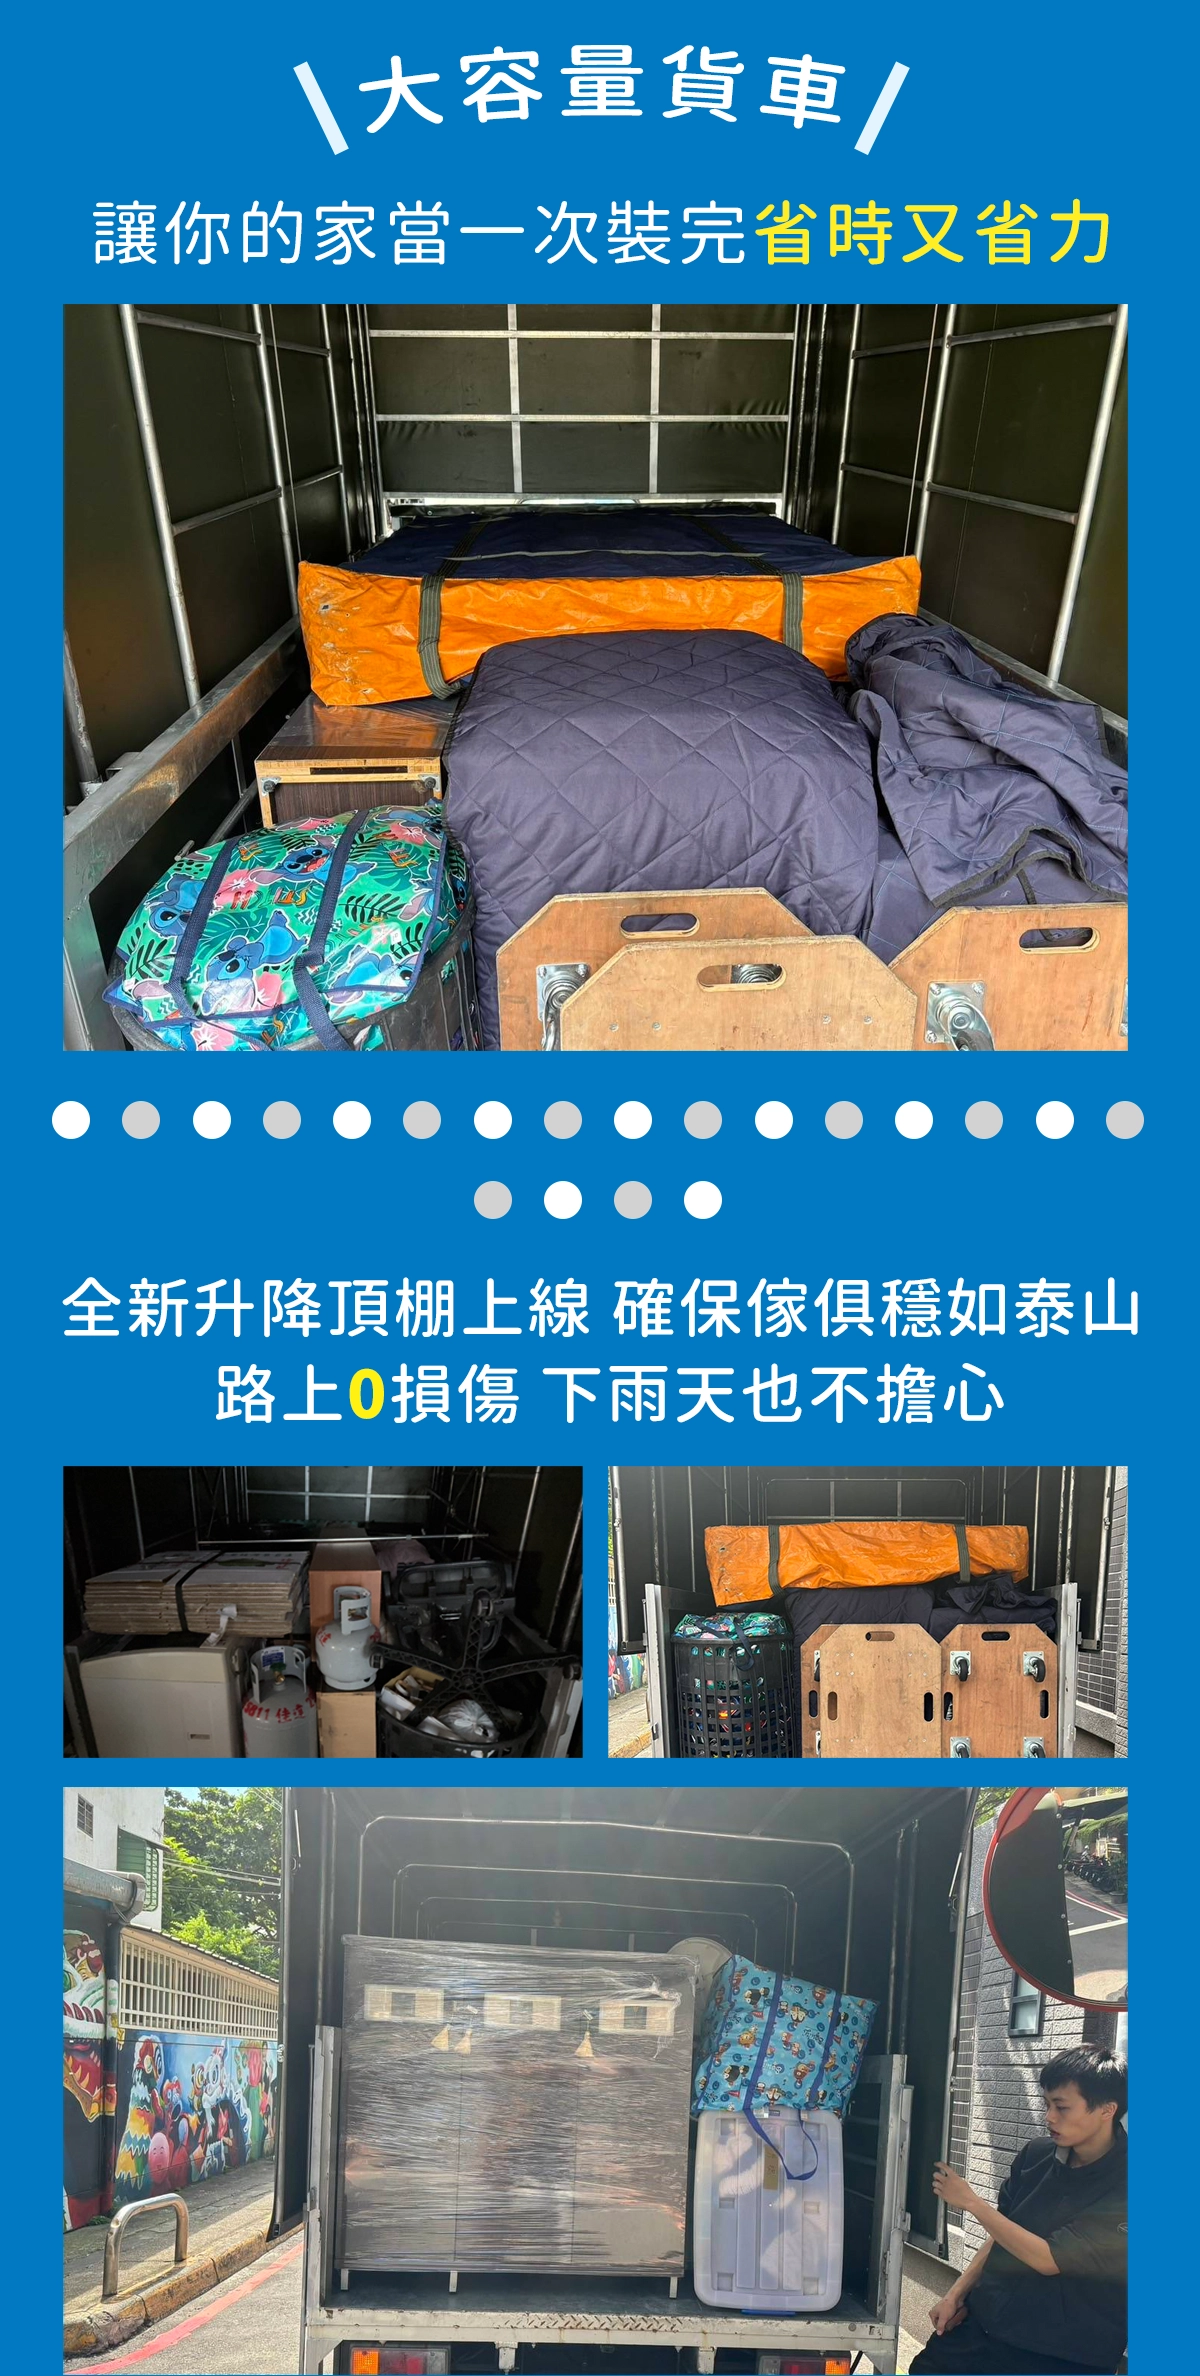 大容量貨車
讓你的家當一次裝完省時又省力
全新升降頂棚上線 確保傢俱穩如泰山
路上0損傷 下雨天也不擔心